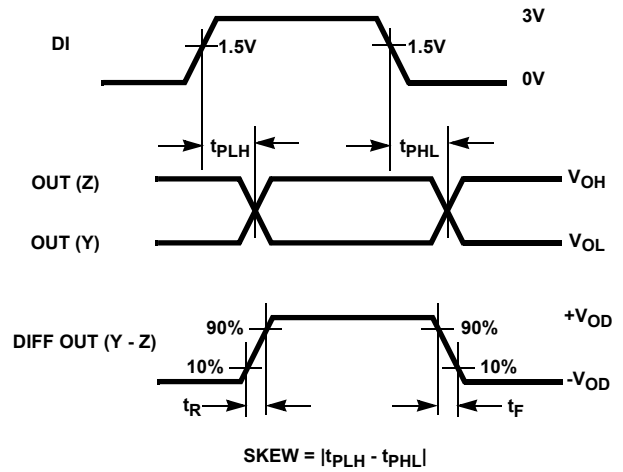 3V
DI
1.5V
1.5V
0V
tPLH
tPHL
OUT (Z)
VOH
OUT (Y)
VOL
+VOD
90%
90%
DIFF OUT (Y - Z)
10%
10%
-VOD
tR
tF
SKEW = |tPLH - tPHL|